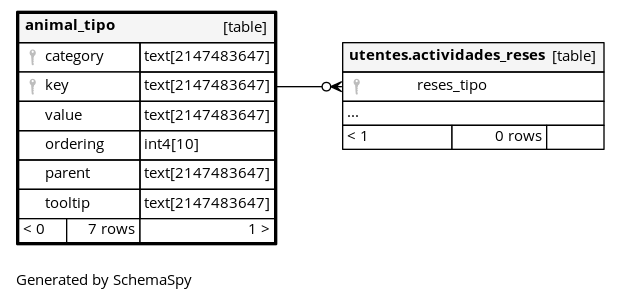 animal_tipo [table]
category text[2147483647]
key text[2147483647]
value text[2147483647]
ordering int4[10]
parent text[2147483647]
tooltip text[2147483647]
< 0 7 rows 1 >
utentes.actividades_reses [table]
reses_tipo
...
< 1 0 rows
Generated by SchemaSpy